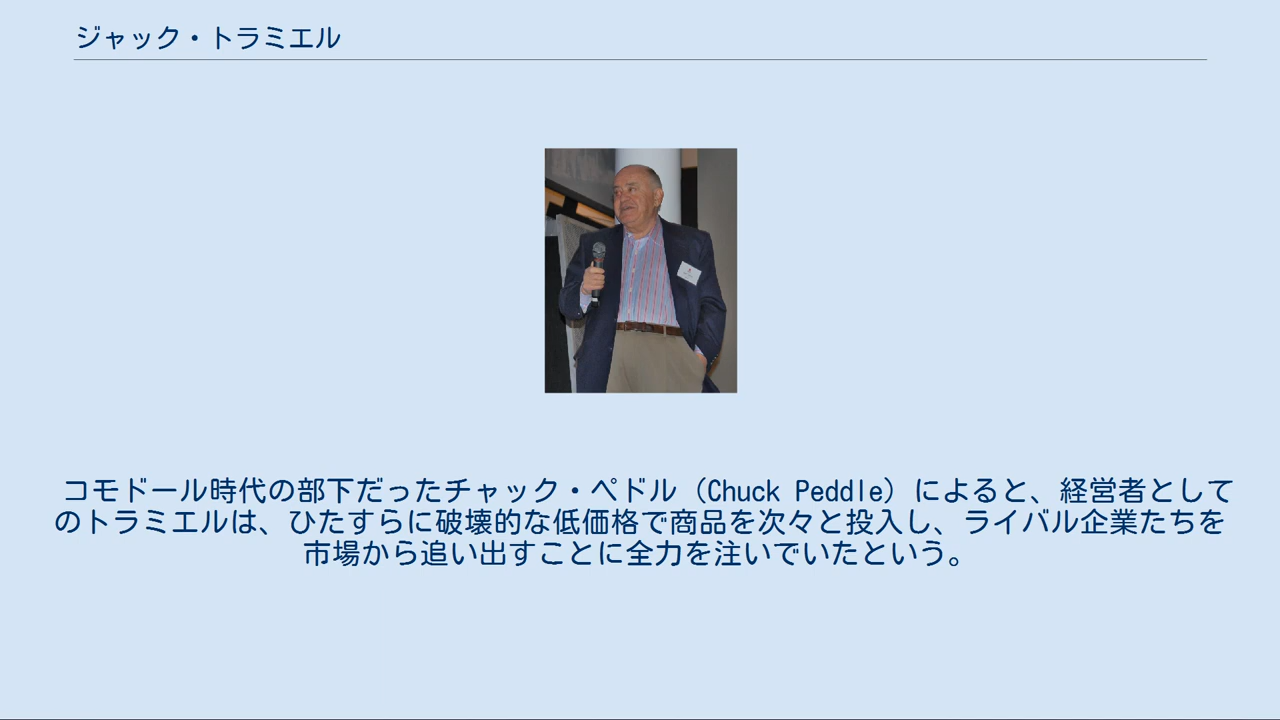 ジャック・トラミエル
コモドール時代の部下だったチャック・ペドル（Chuck Peddle）によると、経営者として
のトラミエルは、ひたすらに破壊的な低価格で商品を次々と投入し、ライバル企業たちを
市場から追い出すことに全力を注いでいたという。